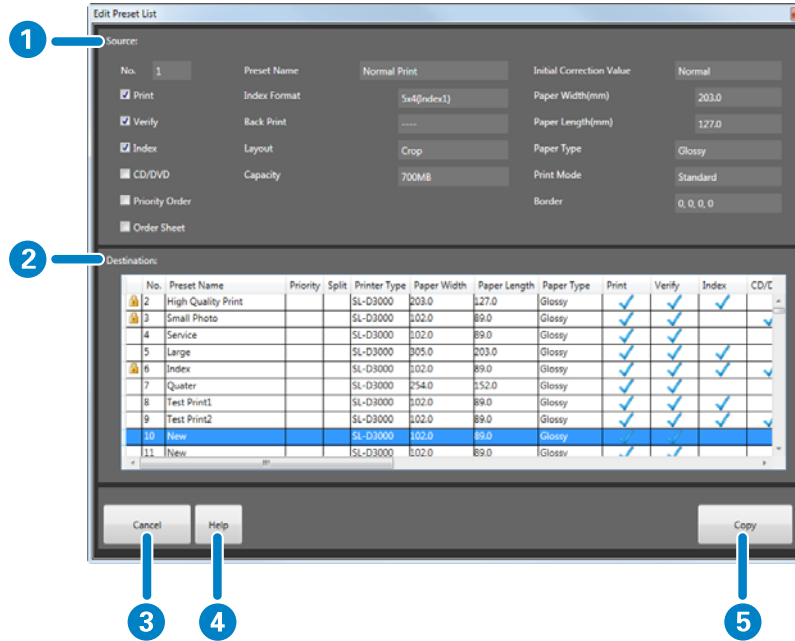 Edit Preset List
1
Source:
No. 1 Preset Name Normal Print Initial Correction Value Normal
Print Index Format 5x4(Index1) Paper Width(mm) 203.0
Verify Back Print ---- Paper Length(mm) 127.0
Index Layout Crop Paper Type Glossy
CD/DVD Capacity 700MB Print Mode Standard
Priority Order Border 0, 0, 0, 0
Order Sheet
2
Destination:
No. Preset Name Priority Split Printer Type Paper Width Paper Length Paper Type Print Verify Index CD/D
2 High Quality Print SL-D3000 203.0 127.0 Glossy
3 Small Photo SL-D3000 102.0 89.0 Glossy
4 Service SL-D3000 102.0 89.0 Glossy
5 Large SL-D3000 305.0 203.0 Glossy
6 Index SL-D3000 102.0 89.0 Glossy
7 Quater SL-D3000 254.0 152.0 Glossy
8 Test Print1 SL-D3000 102.0 89.0 Glossy
9 Test Print2 SL-D3000 102.0 89.0 Glossy
10 New SL-D3000 102.0 89.0 Glossy
11 New SL-D3000 102.0 89.0 Glossy
Cancel Help Copy
3 4 5